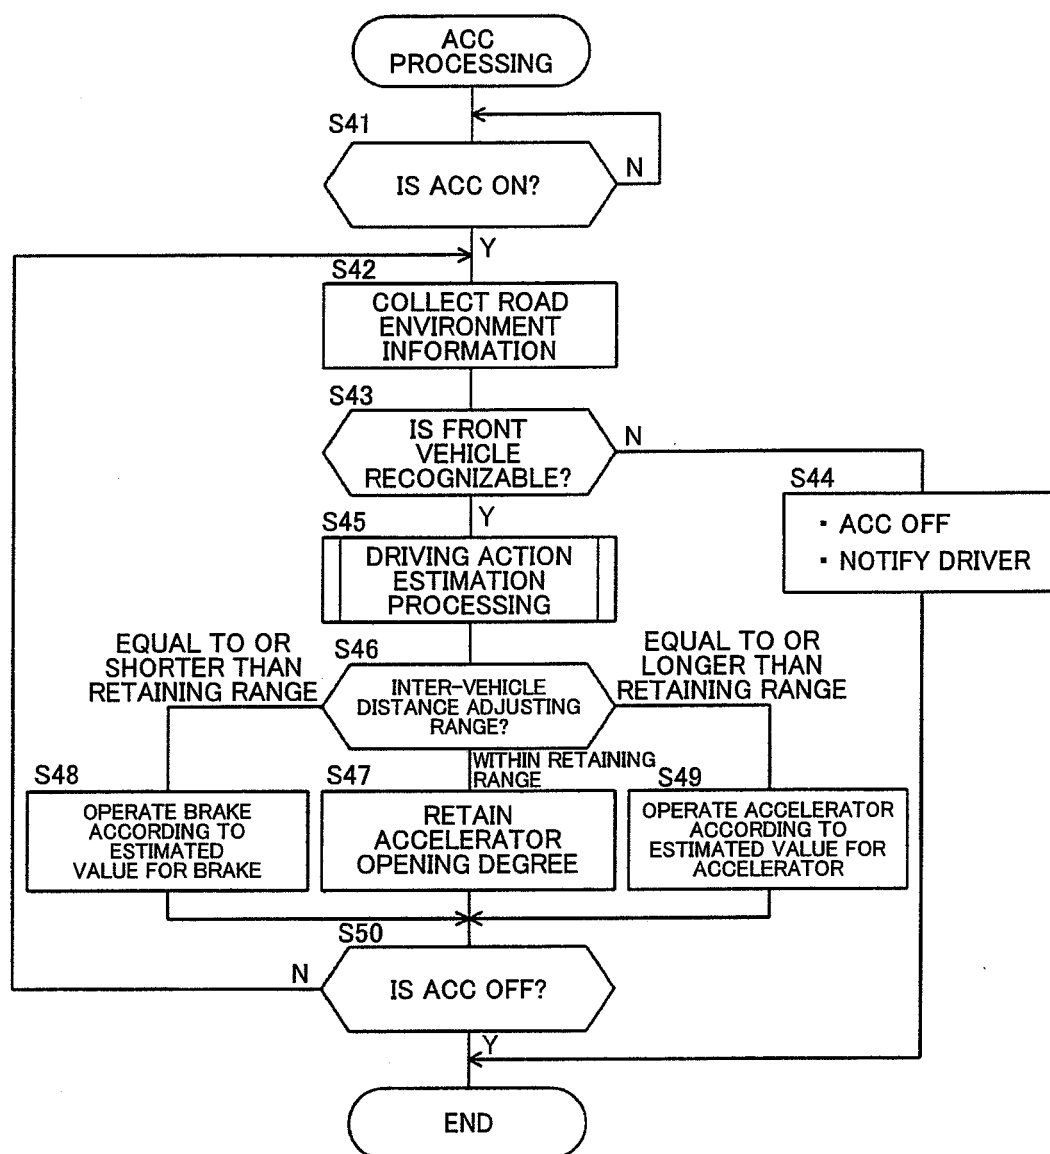 ACC
PROCESSING
S41
IS ACC ON?
N
Y
S42
COLLECT ROAD
ENVIRONMENT
INFORMATION
S43
IS FRONT
VEHICLE
RECOGNIZABLE?
N
Y
S44
・ ACC OFF
・ NOTIFY DRIVER
S45
DRIVING ACTION
ESTIMATION
PROCESSING
EQUAL TO OR
SHORTER THAN
RETAINING RANGE
S46
INTER-VEHICLE
DISTANCE ADJUSTING
RANGE?
EQUAL TO OR
LONGER THAN
RETAINING RANGE
WITHIN RETAINING
RANGE
S48
OPERATE BRAKE
ACCORDING TO
ESTIMATED
VALUE FOR BRAKE
S47
RETAIN
ACCELERATOR
OPENING DEGREE
S49
OPERATE ACCELERATOR
ACCORDING TO
ESTIMATED VALUE FOR
ACCELERATOR
S50
IS ACC OFF?
N
Y
END